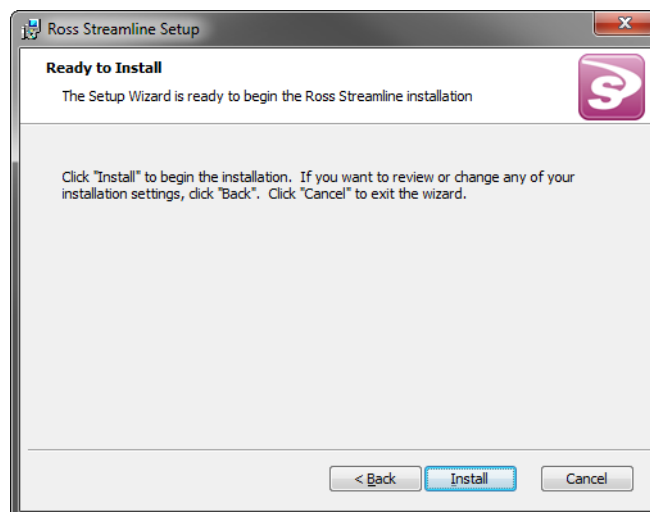 Ross Streamline Setup
Ready to Install
The Setup Wizard is ready to begin the Ross Streamline installation
Click "Install" to begin the installation. If you want to review or change any of your
installation settings, click "Back". Click "Cancel" to exit the wizard.
< Back
Install
Cancel